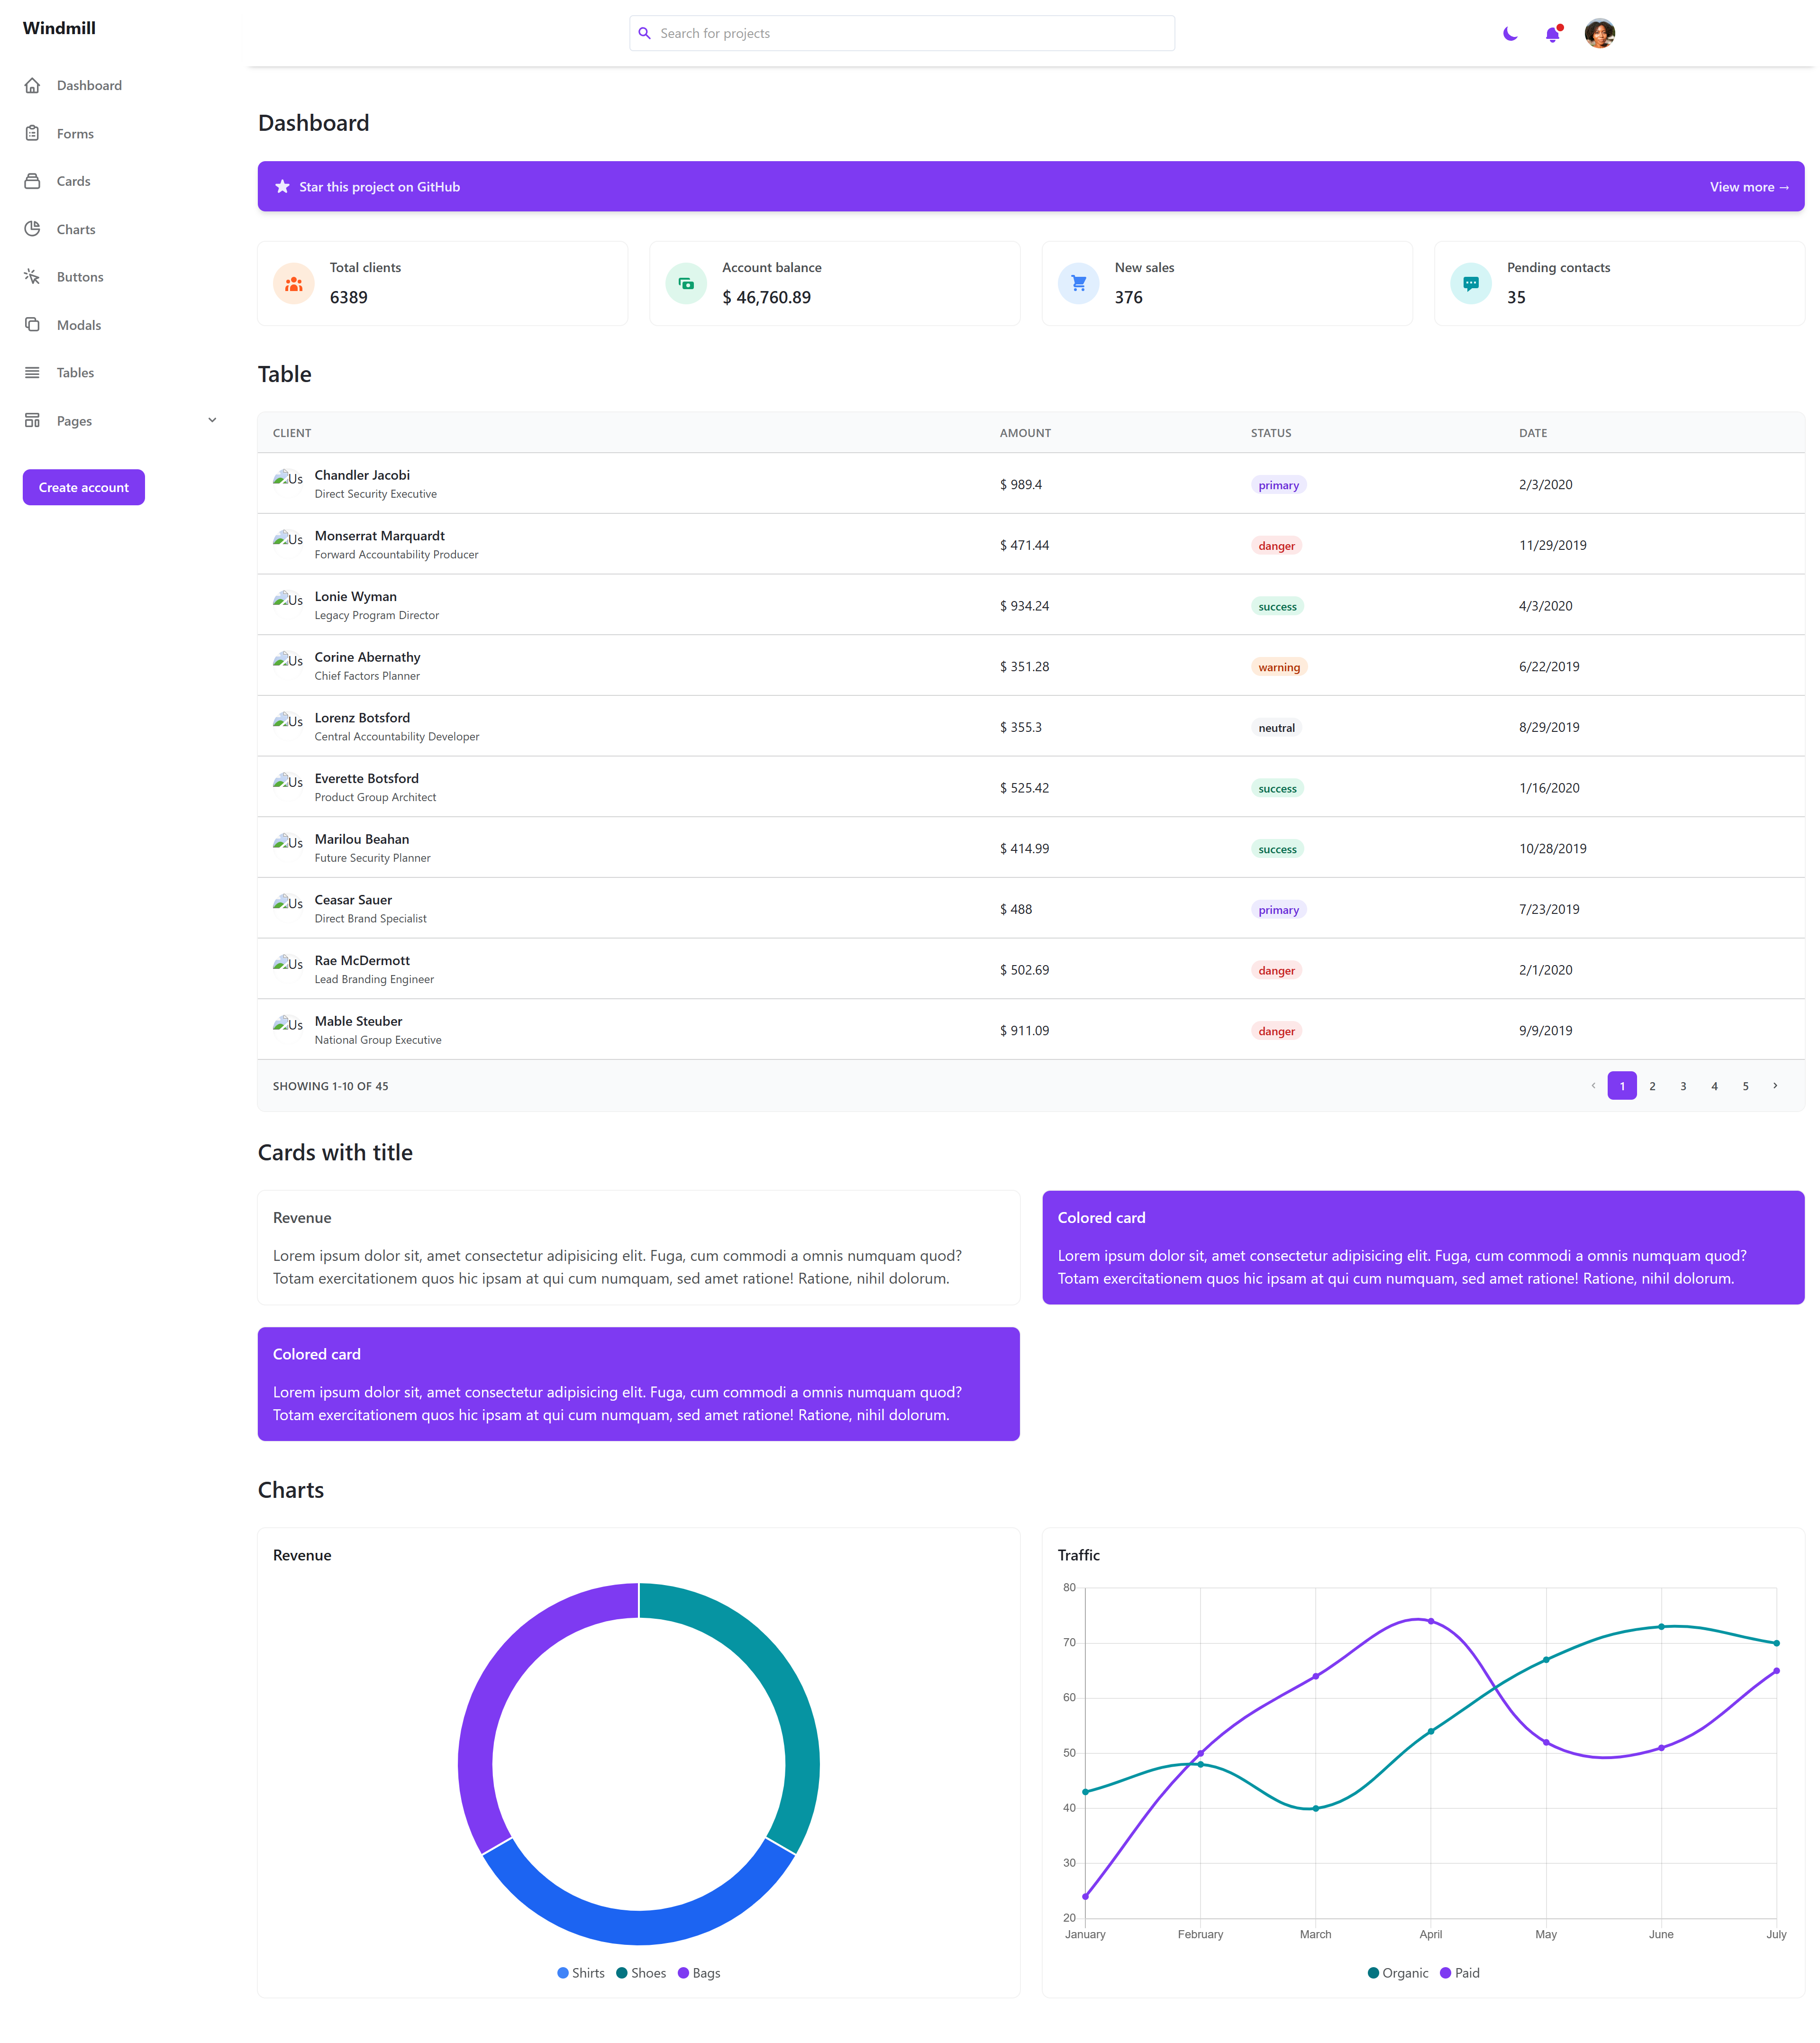 Windmill
Search for projects
Dashboard
Forms
Cards
Charts
Buttons
Modals
Tables
Pages
Create account
Dashboard
Star this project on GitHub
View more →
Total clients
6389
Account balance
$ 46,760.89
New sales
376
Pending contacts
35
Table
CLIENT AMOUNT STATUS DATE
Us Chandler Jacobi
Direct Security Executive
$ 989.4 primary 2/3/2020
Us Monserrat Marquardt
Forward Accountability Producer
$ 471.44 danger 11/29/2019
Us Lonie Wyman
Legacy Program Director
$ 934.24 success 4/3/2020
Us Corine Abernathy
Chief Factors Planner
$ 351.28 warning 6/22/2019
Us Lorenz Botsford
Central Accountability Developer
$ 355.3 neutral 8/29/2019
Us Everette Botsford
Product Group Architect
$ 525.42 success 1/16/2020
Us Marilou Beahan
Future Security Planner
$ 414.99 success 10/28/2019
Us Ceasar Sauer
Direct Brand Specialist
$ 488 primary 7/23/2019
Us Rae McDermott
Lead Branding Engineer
$ 502.69 danger 2/1/2020
Us Mable Steuber
National Group Executive
$ 911.09 danger 9/9/2019
SHOWING 1-10 OF 45
1 2 3 4 5
Cards with title
Revenue
Lorem ipsum dolor sit, amet consectetur adipisicing elit. Fuga, cum commodi a omnis numquam quod?
Totam exercitationem quos hic ipsam at qui cum numquam, sed amet ratione! Ratione, nihil dolorum.
Colored card
Lorem ipsum dolor sit, amet consectetur adipisicing elit. Fuga, cum commodi a omnis numquam quod?
Totam exercitationem quos hic ipsam at qui cum numquam, sed amet ratione! Ratione, nihil dolorum.
Colored card
Lorem ipsum dolor sit, amet consectetur adipisicing elit. Fuga, cum commodi a omnis numquam quod?
Totam exercitationem quos hic ipsam at qui cum numquam, sed amet ratione! Ratione, nihil dolorum.
Charts
Revenue
Shirts Shoes Bags
Traffic
80
70
60
50
40
30
20
January February March April May June July
Organic Paid